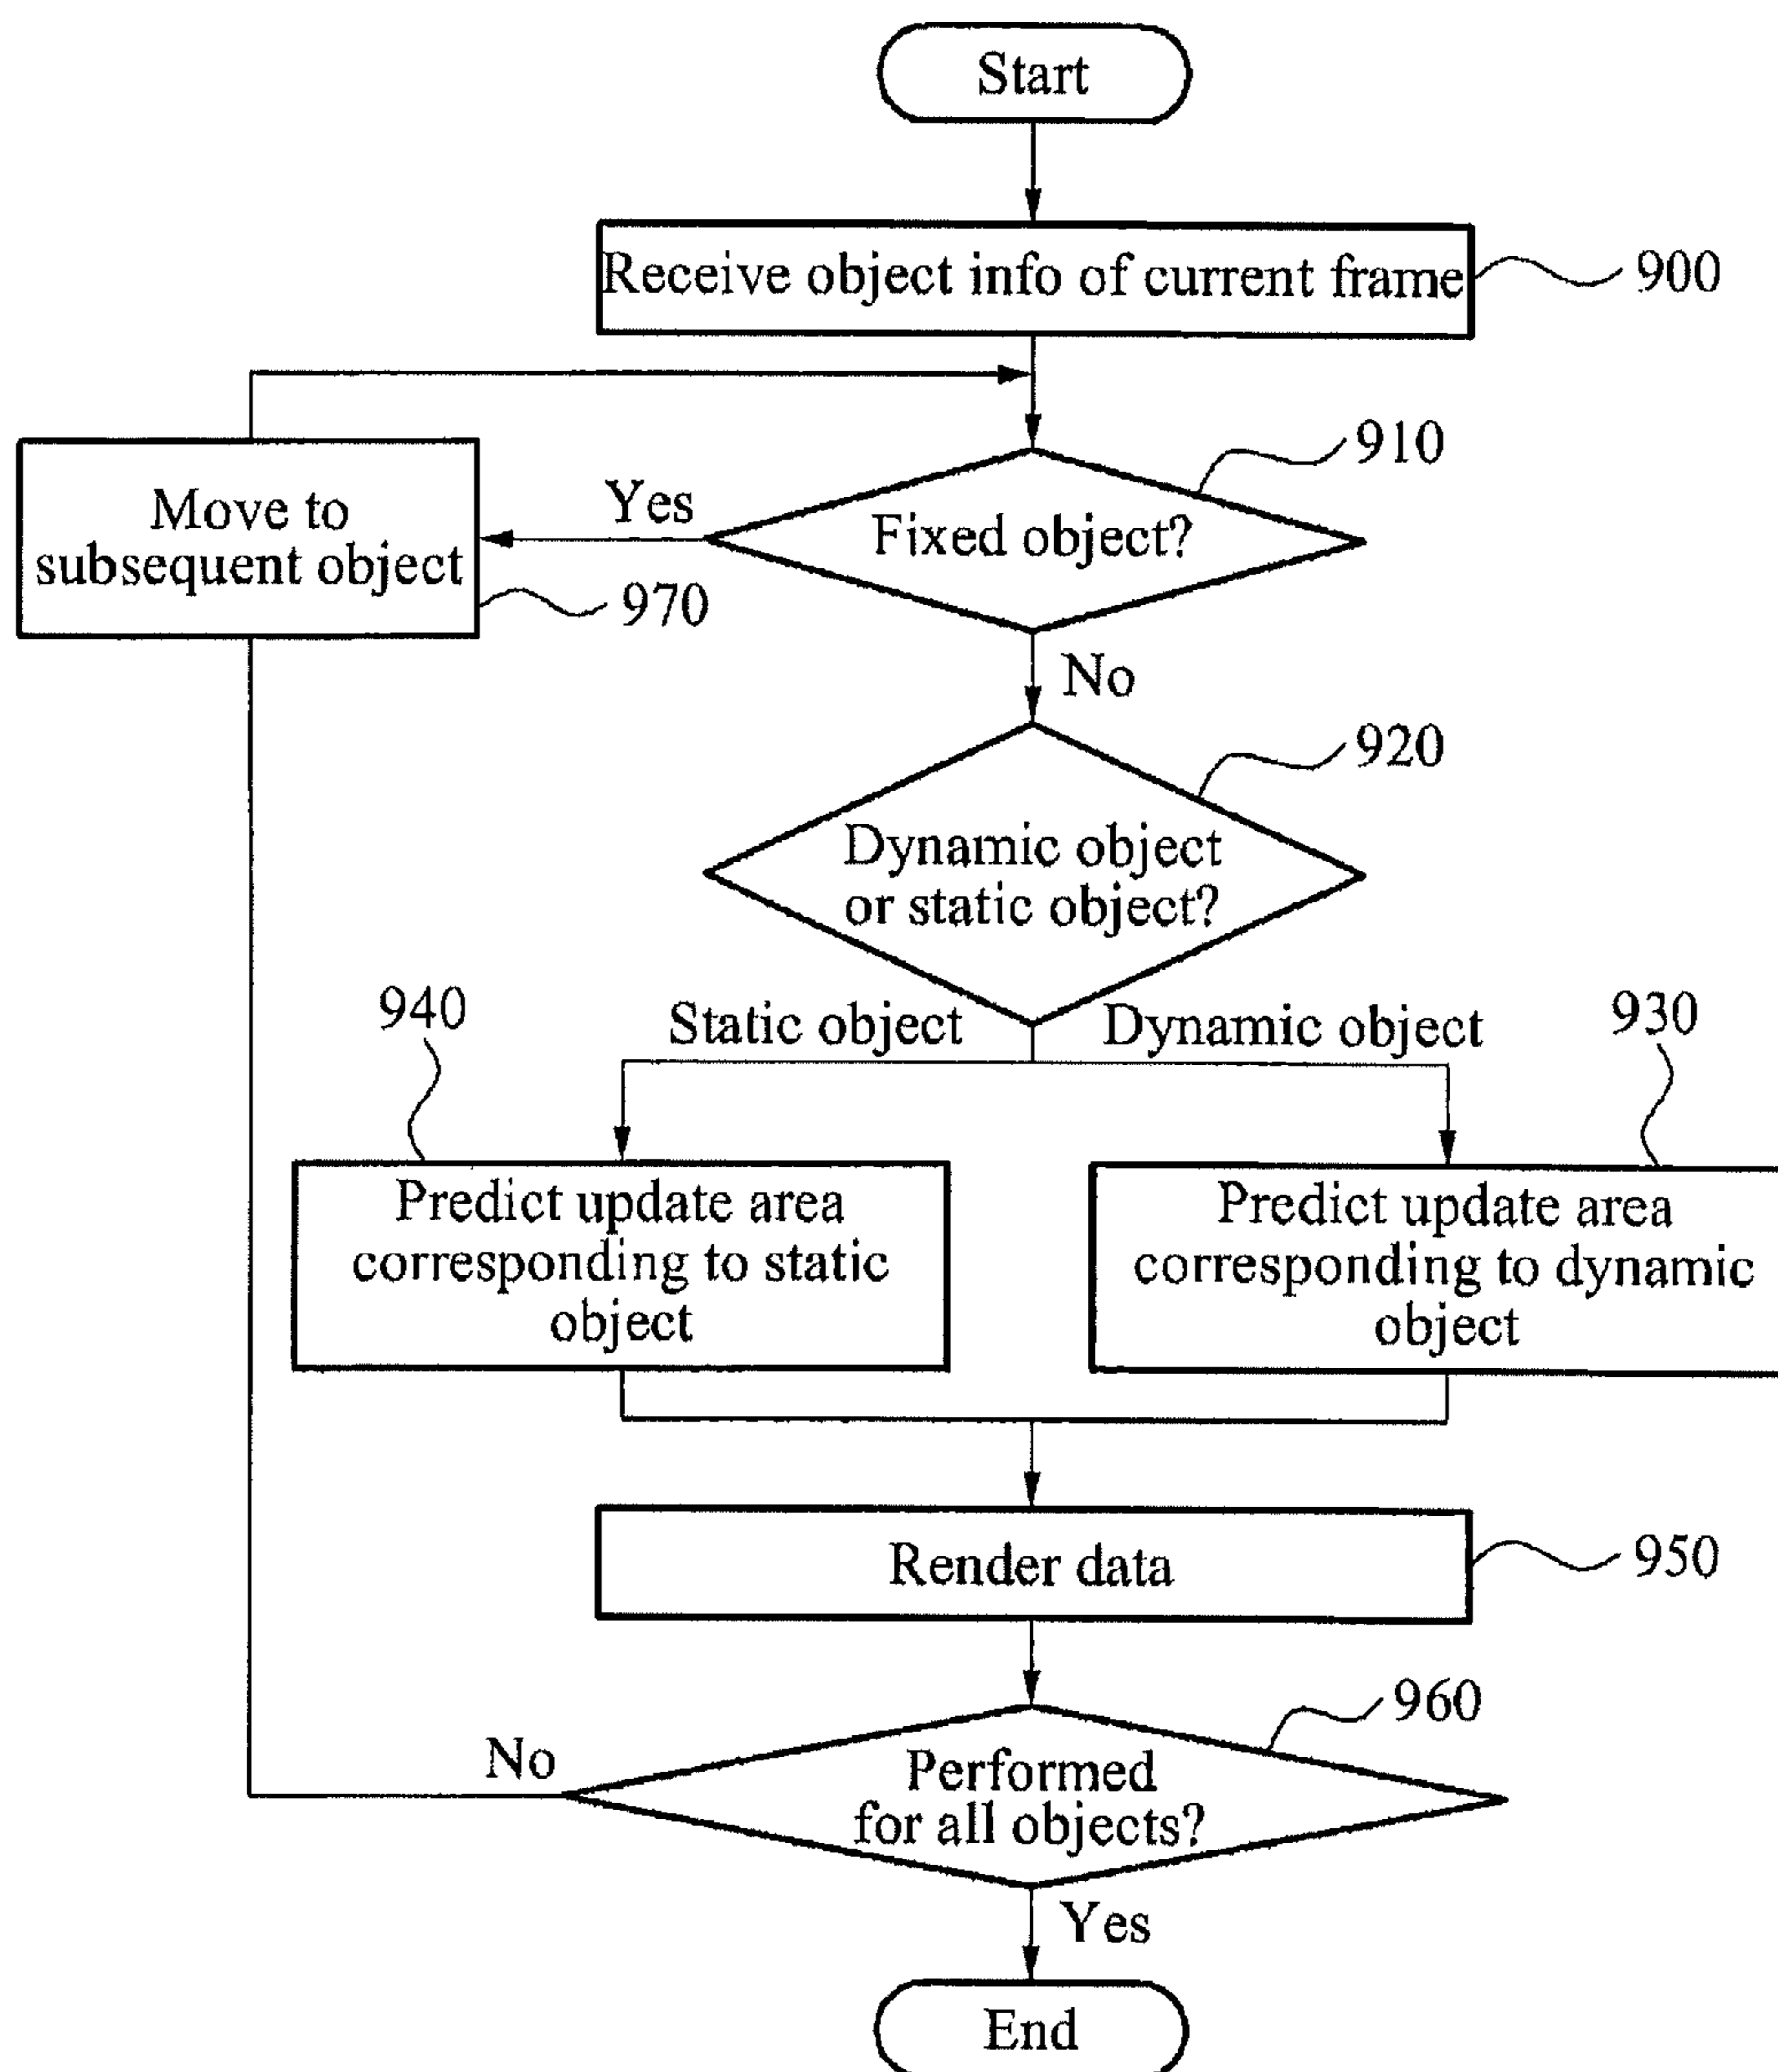 Start
Receive object info of current frame
900
910
Move to
subsequent object
Yes
Fixed object?
970
No
920
Dynamic object
or static object?
940
Static object
Dynamic object
930
Predict update area
corresponding to static
object
Predict update area
corresponding to dynamic
object
Render data
950
960
No
Performed
for all objects?
Yes
End